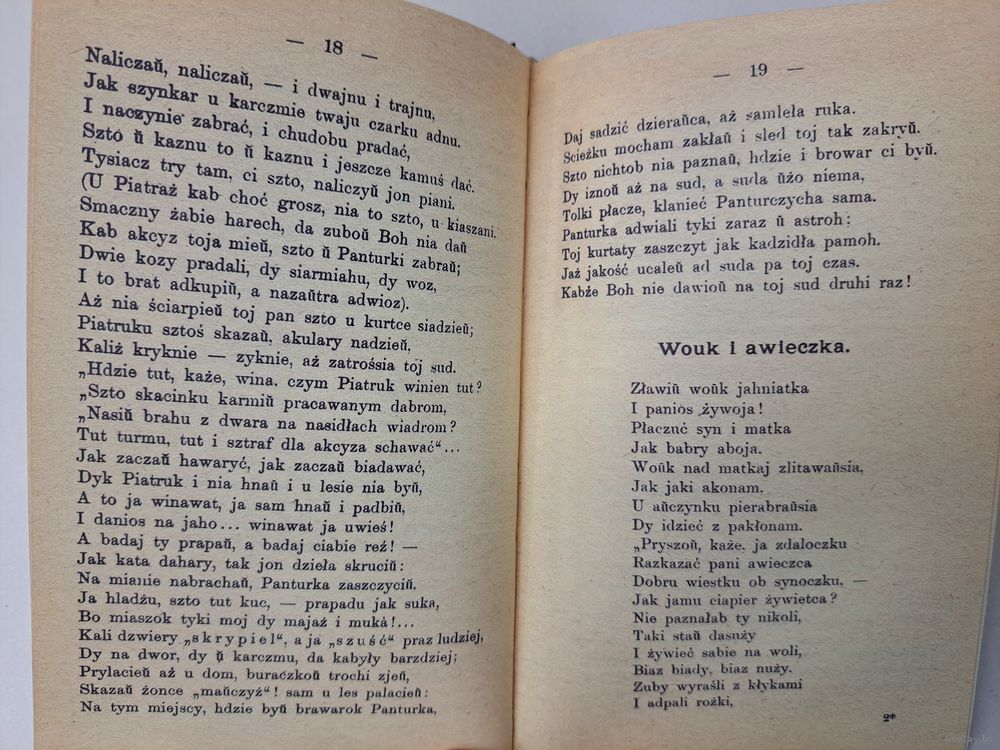 — 18 —
Naliczaŭ, naliczaŭ, — i dwajnu i trajnu,
Jak szynkar u karczmie twaju czarku adnu.
I naczynie zabrać, i chudobu pradać,
Szto ŭ kaznu to ŭ kaznu i jeszcze kamuś dać.
Tysiacz try tam, ci szto, naliczyŭ jon piani.
(U Piatraż kab choć grosz, nia to szto, u kiaszani.
Smaczny żabie harech, da zuboŭ Boh nia daŭ
Kab akcyz toja mieŭ, szto ŭ Panturki zabraŭ;
Dwie kozy pradali, dy siarmiahu, dy woz,
I to brat adkupiŭ, a nazaŭtra adwioz).
Aż nia ściarpieŭ toj pan szto u kurtce siadzieŭ;
Piatruku sztoś skazaŭ, akulary nadzieŭ,
Kaliż kryknie — zyknie, aż zatrośsia toj sud.
„Hdzie tut, każe, wina, czym Piatruk winien tut?
„Szto skacinku karmiŭ pracawanym dabrom,
„Nasiŭ brahu z dwara na nasidłach wiadrom?
Tut turmu, tut i sztraf dla akcyza schawać“...
Jak zaczaŭ hawaryć, jak zaczaŭ biadawać,
Dyk Piatruk i nia hnaŭ i u lesie nia byŭ,
A to ja winawat, ja sam hnaŭ i padbiŭ,
I danios na jaho... winawat ja uwieś!
A badaj ty prapaŭ, a badaj ciabie reż! —
Jak kata dahary, tak jon dzieła skruciŭ:
Na mianie nabrachaŭ, Panturka zaszczyciŭ.
Ja hladżu, szto tut kuc, — prapadu jak suka,
Bo miaszok tyki moj dy majaż i muka!...
Kali dzwiery „skrypiel“, a ja „szuść“ praz ludziej,
Dy na dwor, dy ŭ karczmu, da kabyły barzdziej;
Prylacieŭ aż u dom, buraczkoŭ trochi zjeŭ,
Skazaŭ żonce „maŭczyż“! sam u les palacieŭ:
Na tym miejscy, hdzie byŭ brawarok Panturka,
— 19 —
Daj sadzić dzierańca, aż samleła ruka.
Ścieżku mocham zakłaŭ i sled toj tak zakryŭ.
Szto nichtob nia paznaŭ, hdzie i browar ci byŭ.
Dy iznoŭ aż na sud, a suda ŭżo niema,
Tolki płacze, klanieć Panturczycha sama.
Panturka adwiali tyki zaraz ŭ astroh:
Toj kurtaty zaszczyt jak kadzidła pamoh.
Jaż jakość ucaleŭ ad suda pa toj czas.
Kabże Boh nie dawioŭ na toj sud druhi raz!
Wouk i awieczka.
Zławiŭ woŭk jahniatka
I panios żywoja!
Płaczuć syn i matka
Jak babry aboja.
Woŭk nad matkaj zlitawaŭsia,
Jak jaki akonam.
U aŭczynku pierabraŭsia
Dy idzieć z pakłonam.
„Pryszoŭ, każe, ja zdaloczku
Razkazać pani awieczca
Dobru wiestku ob synoczku. —
Jak jamu ciapier żywietca?
Nie paznałab ty nikoli,
Taki staŭ dasuży
I żywieć sabie na woli,
Biaz biady, biaz nuży.
Zuby wyraśli z kłykami
I adpali rożki,
2*